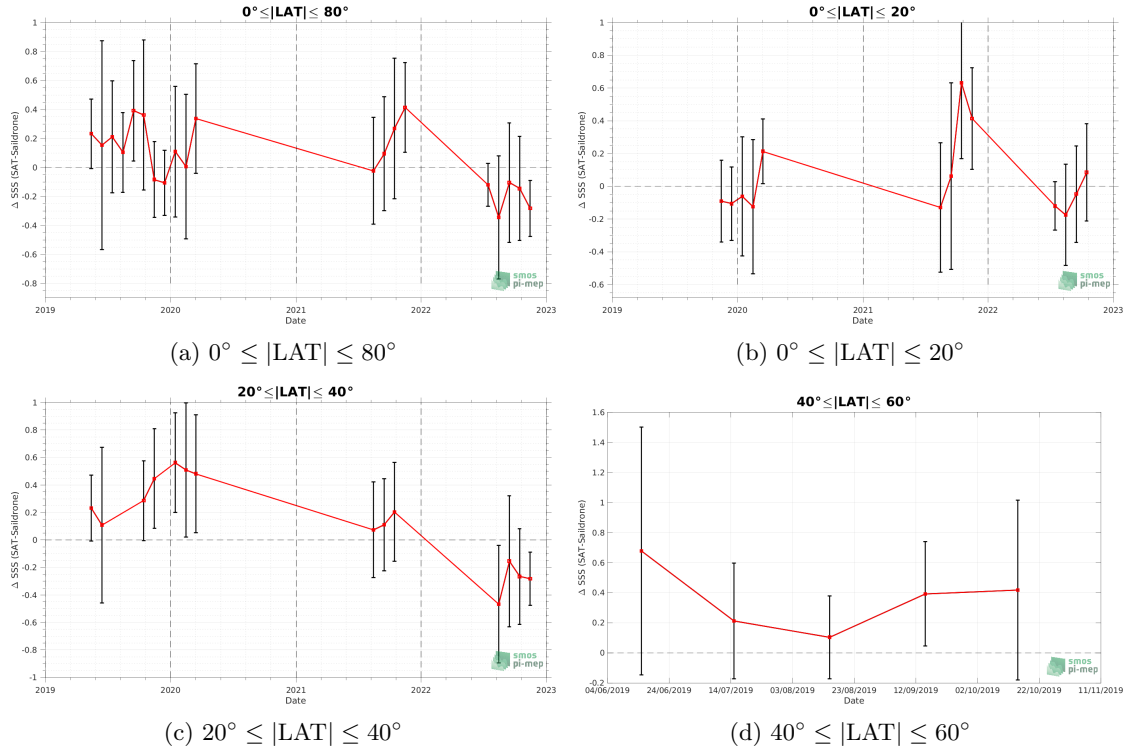 0°≤|LAT|≤ 80°
1
0.8
0.6
0.4
0.2
0
-0.2
-0.4
-0.6
-0.8
Δ SSS (SAT-Saildrone)
2019
2020
2021
2022
2023
Date
smos
pi-mep
(a) 0° ≤ |LAT| ≤ 80°
0°≤|LAT|≤ 20°
1
0.8
0.6
0.4
0.2
0
-0.2
-0.4
-0.6
Δ SSS (SAT-Saildrone)
2019
2020
2021
2022
2023
Date
smos
pi-mep
(b) 0° ≤ |LAT| ≤ 20°
20°≤|LAT|≤ 40°
1
0.8
0.6
0.4
0.2
0
-0.2
-0.4
-0.6
-0.8
-1
Δ SSS (SAT-Saildrone)
2019
2020
2021
2022
2023
Date
smos
pi-mep
(c) 20° ≤ |LAT| ≤ 40°
40°≤|LAT|≤ 60°
1.6
1.4
1.2
1
0.8
0.6
0.4
0.2
0
-0.2
Δ SSS (SAT-Saildrone)
04/06/2019
24/06/2019
14/07/2019
03/08/2019
23/08/2019
12/09/2019
02/10/2019
22/10/2019
11/11/2019
Date
smos
pi-mep
(d) 40° ≤ |LAT| ≤ 60°